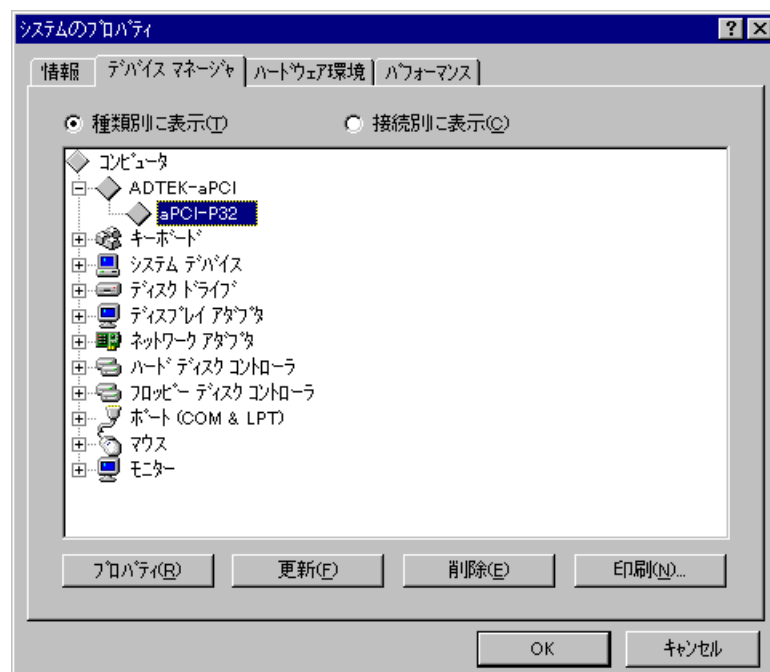 ｼｽﾃﾑのﾌﾟﾛﾊﾟﾃｨ
情報 ﾃﾞﾊﾞｲｽ ﾏﾈｰｼﾞｬ ﾊｰﾄﾞｳｪｱ環境 ﾊﾟﾌｫｰﾏﾝｽ
種類別に表示(T) 接続別に表示(C)
ｺﾝﾋﾟｭｰﾀ
ADTEK-aPCI
aPCI-P32
ｷｰﾎﾞｰﾄﾞ
ｼｽﾃﾑ ﾃﾞﾊﾞｲｽ
ﾃﾞｨｽｸ ﾄﾞﾗｲﾌﾞ
ﾃﾞｨｽﾌﾟﾚｲ ｱﾀﾞﾌﾟﾀ
ﾈｯﾄﾜｰｸ ｱﾀﾞﾌﾟﾀ
ﾊｰﾄﾞ ﾃﾞｨｽｸ ｺﾝﾄﾛｰﾗ
ﾌﾛｯﾋﾟｰ ﾃﾞｨｽｸ ｺﾝﾄﾛｰﾗ
ﾎﾟｰﾄ (COM & LPT)
ﾏｳｽ
ﾓﾆﾀｰ
ﾌﾟﾛﾊﾟﾃｨ(R) 更新(F) 削除(E) 印刷(N)...
OK ｷｬﾝｾﾙ